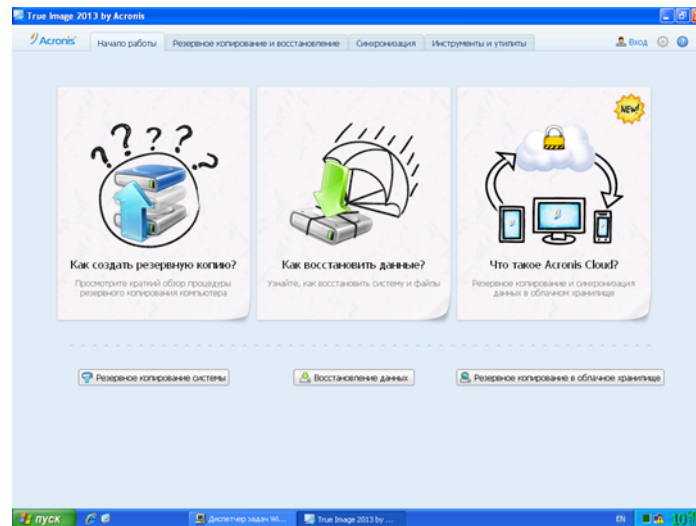 True Image 2013 by Acronis
Acronis
Начало работы
Резервное копирование и восстановление
Синхронизация
Инструменты и утилиты
Вход
NEW!
Как создать резервную копию?
Просмотрите краткий обзор процедуры
резервного копирования компьютера
Как восстановить данные?
Узнайте, как восстановить систему и файлы
Что такое Acronis Cloud?
Резервное копирование и синхронизация
данных в облачном хранилище
Резервное копирование системы
Восстановление данных
Резервное копирование в облачное хранилище
пуск
Диспетчер задач Wi...
True Image 2013 by ...
EN